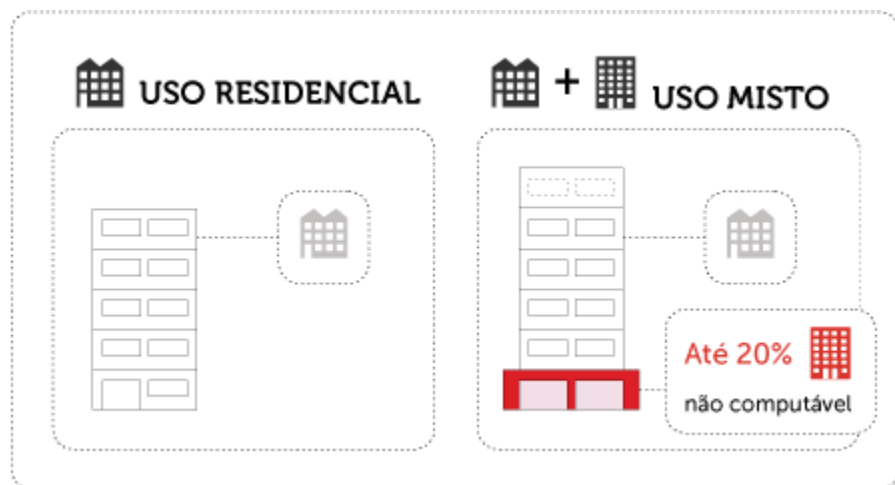 USO RESIDENCIAL
+ USO MISTO
Até 20%
não computável